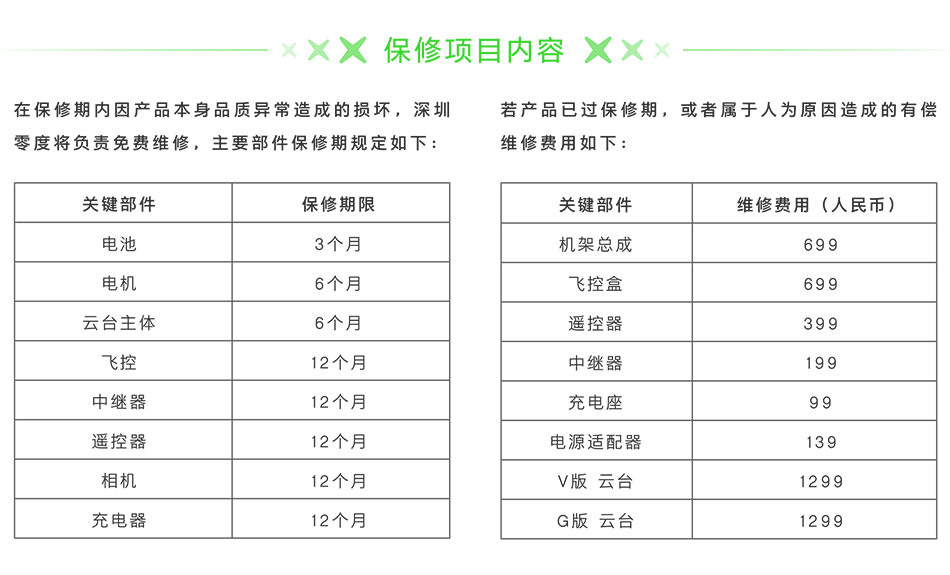 保修项目内容
在保修期内因产品本身品质异常造成的损坏，深圳
零度将负责免费维修，主要部件保修期规定如下：
关键部件 保修期限
电池 3个月
电机 6个月
云台主体 6个月
飞控 12个月
中继器 12个月
遥控器 12个月
相机 12个月
充电器 12个月
若产品已过保修期，或者属于人为原因造成的有偿
维修费用如下：
关键部件 维修费用（人民币）
机架总成 699
飞控盒 699
遥控器 399
中继器 199
充电座 99
电源适配器 139
V版 云台 1299
G版 云台 1299